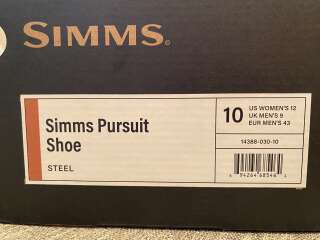 SIMMS®
Simms Pursuit
Shoe
STEEL
10
US WOMEN'S 12
UK MEN'S 9
EUR MEN'S 43
14388-030-10